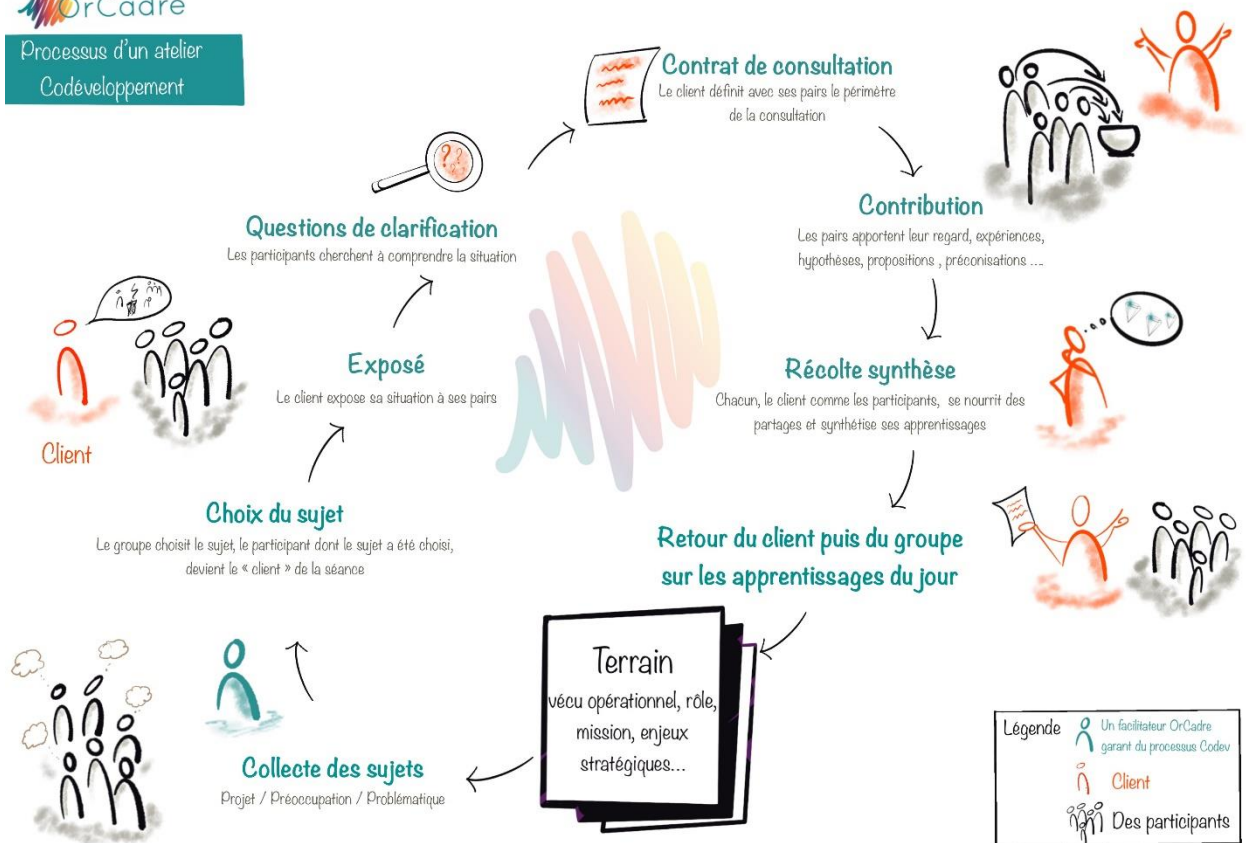 OrCadre
Processus d'un atelier
Codéveloppement
Contrat de consultation
Le client définit avec ses pairs le périmètre
de la consultation
Questions de clarification
Les participants cherchent à comprendre la situation
Contribution
Les pairs apportent leur regard, expériences,
hypothèses, propositions , préconisations ....
Exposé
Le client expose sa situation à ses pairs
Client
Récolte synthèse
Chacun, le client comme les participants, se nourrit des
partages et synthétise ses apprentissages
Choix du sujet
Le groupe choisit le sujet, le participant dont le sujet a été choisi,
devient le « client » de la séance
Retour du client puis du groupe
sur les apprentissages du jour
Terrain
vécu opérationnel, rôle,
mission, enjeux
stratégiques...
Collecte des sujets
Projet / Préoccupation / Problématique
Légende
Un facilitateur OrCadre
garant du processus Codev
Client
Des participants